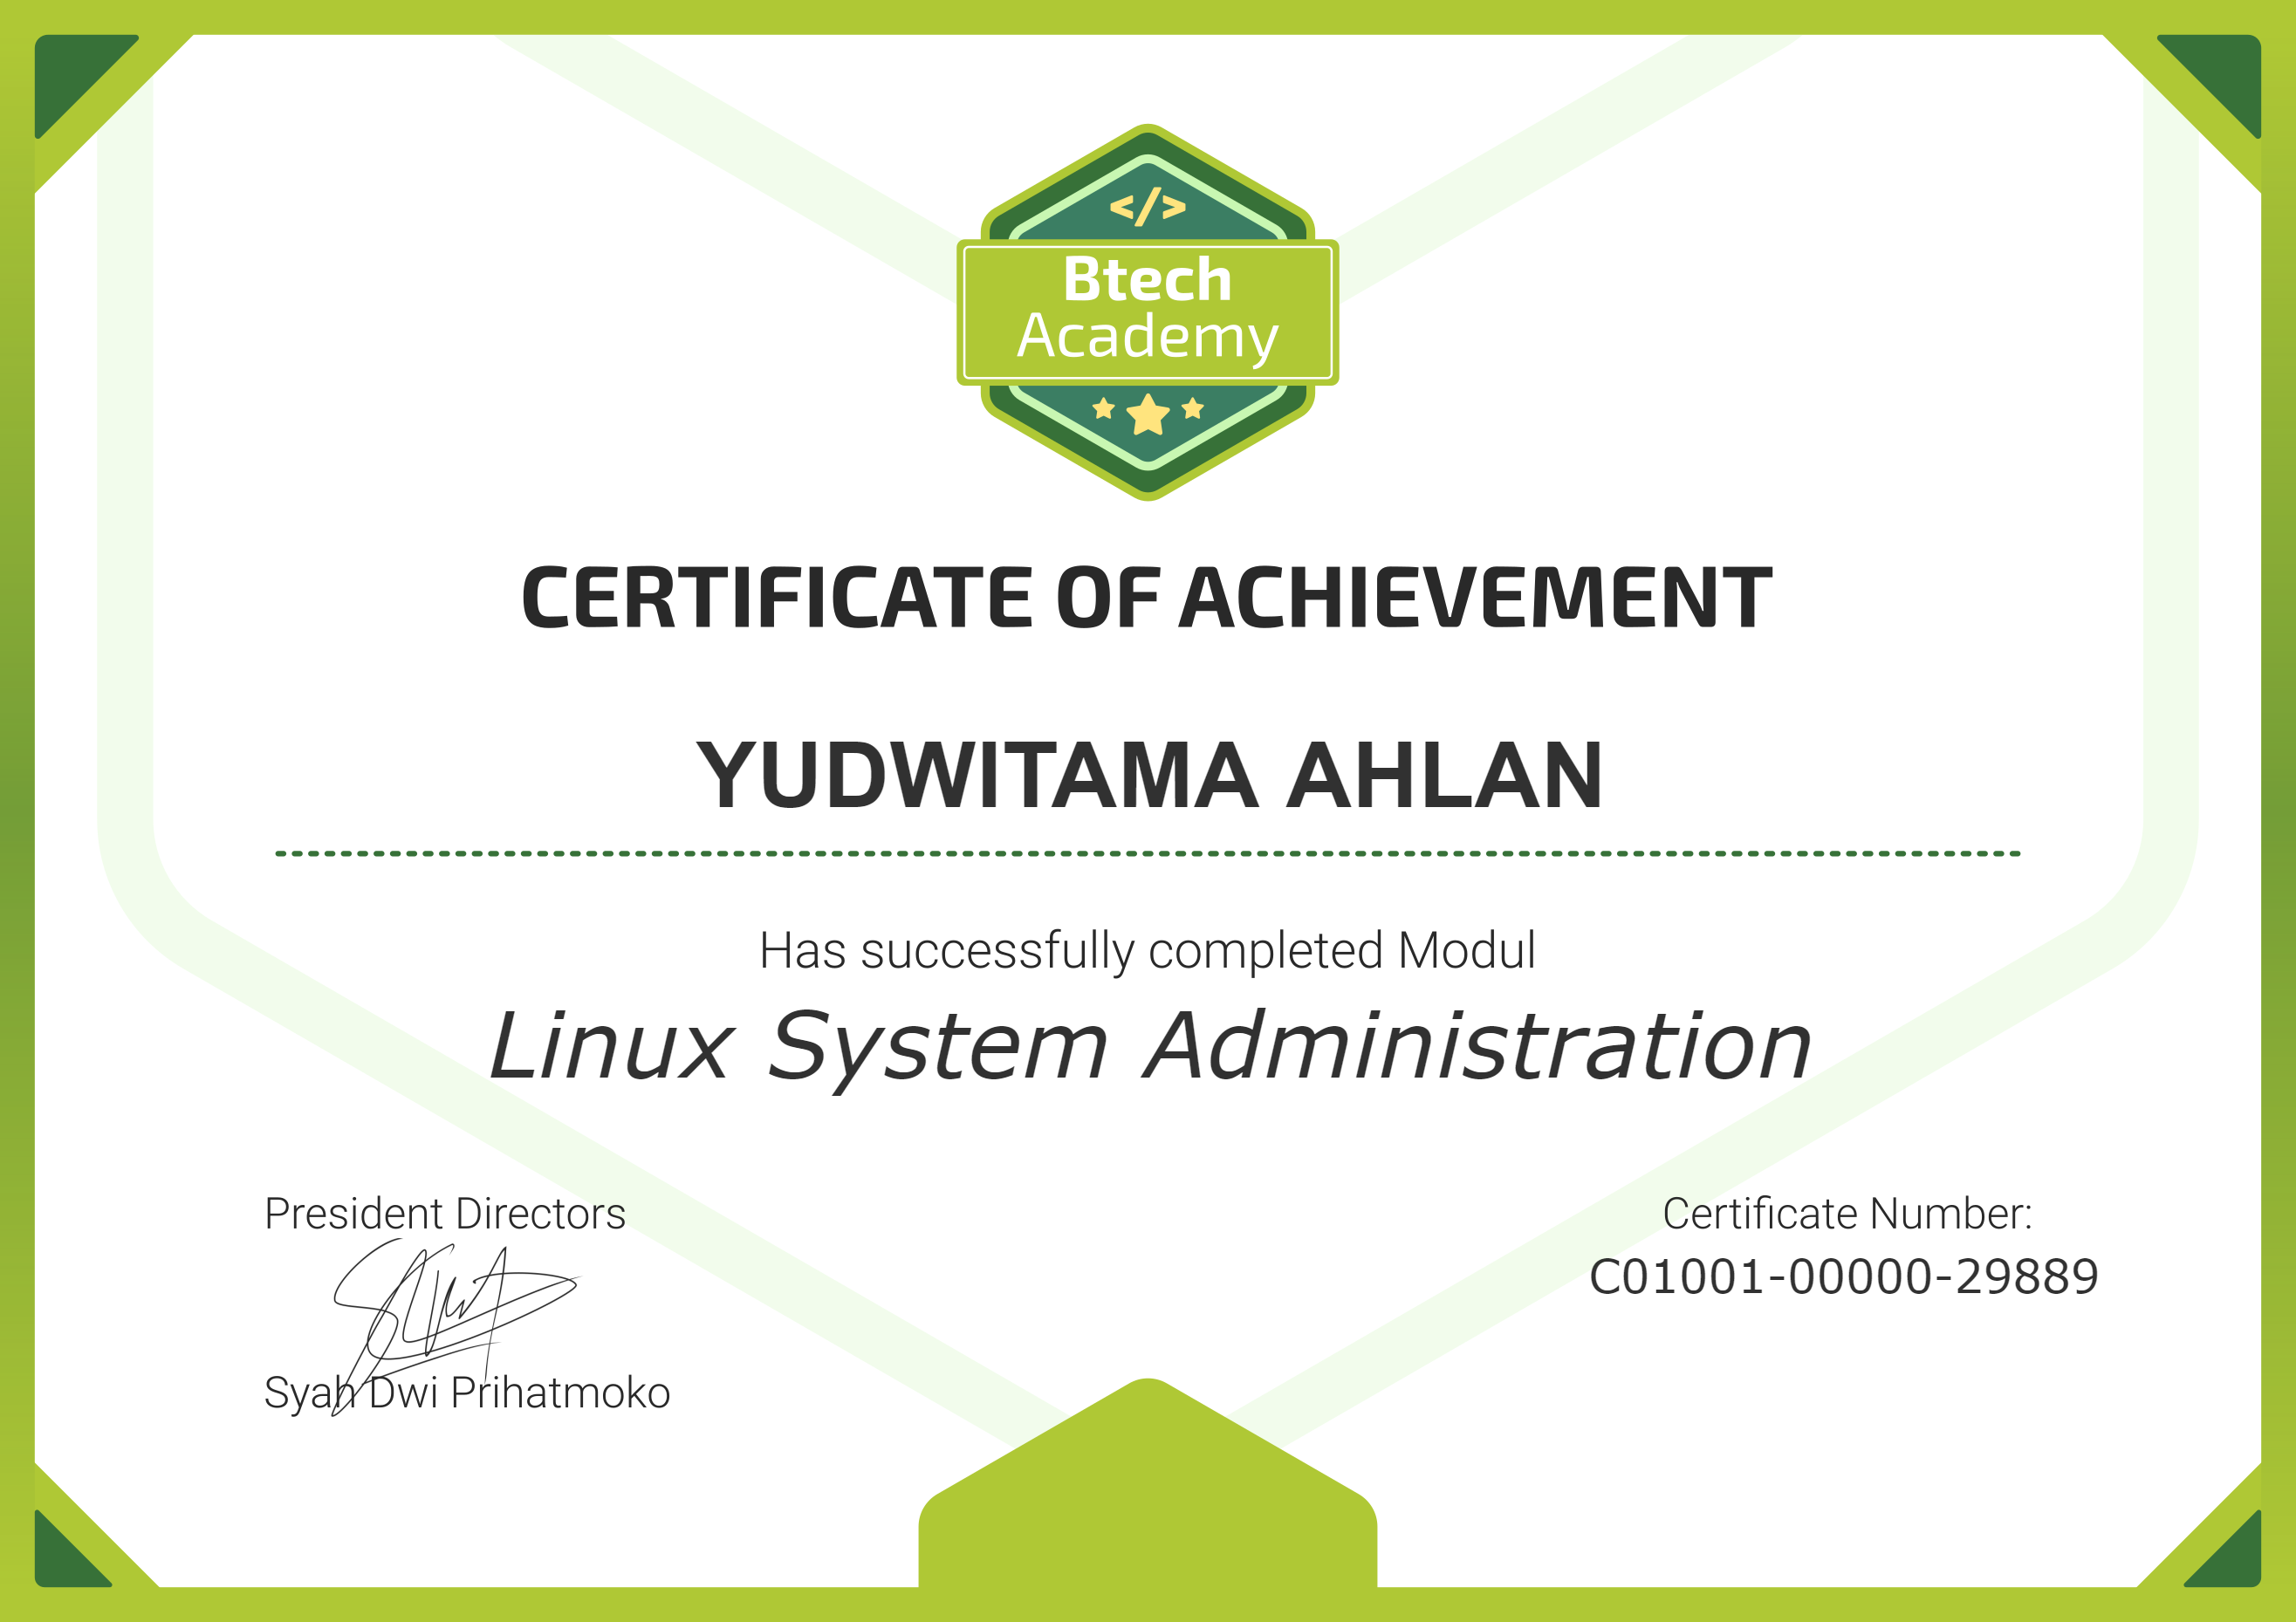 </>
Btech
Academy
CERTIFICATE OF ACHIEVEMENT
YUDWITAMA AHLAN
Has successfully completed Modul
Linux System Administration
President Directors
Syah Dwi Prihatmoko
Certificate Number:
C01001-00000-29889